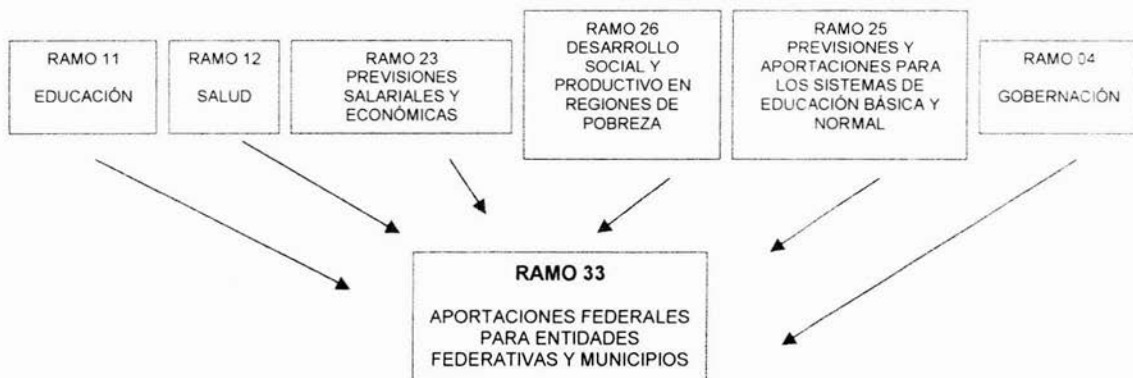 RAMO 11
EDUCACIÓN
RAMO 12
SALUD
RAMO 23
PREVISIONES
SALARIALES Y
ECONÓMICAS
RAMO 26
DESARROLLO
SOCIAL Y
PRODUCTIVO EN
REGIONES DE
POBREZA
RAMO 25
PREVISIONES Y
APORTACIONES PARA
LOS SISTEMAS DE
EDUCACIÓN BÁSICA Y
NORMAL
RAMO 04
GOBERNACIÓN
RAMO 33
APORTACIONES FEDERALES
PARA ENTIDADES
FEDERATIVAS Y MUNICIPIOS